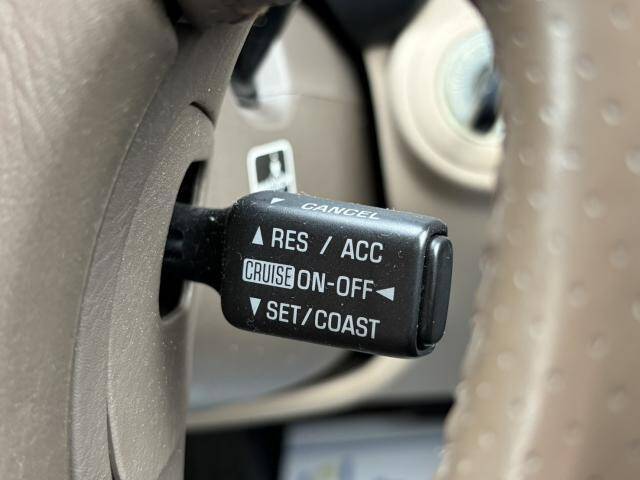 CANCEL
RES / ACC
CRUISE ON-OFF
SET/COAST